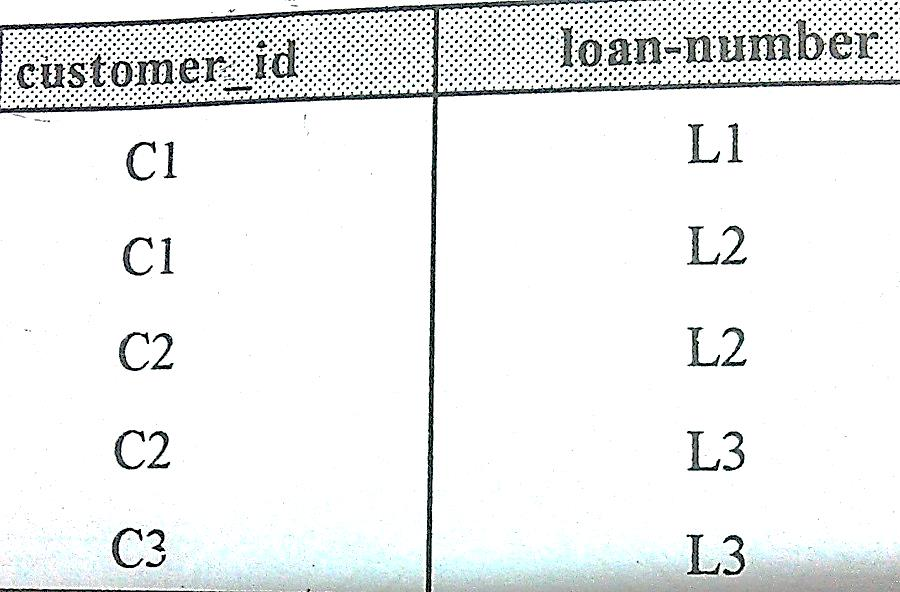 customer_id loan-number
C1 L1
C1 L2
C2 L2
C2 L3
C3 L3